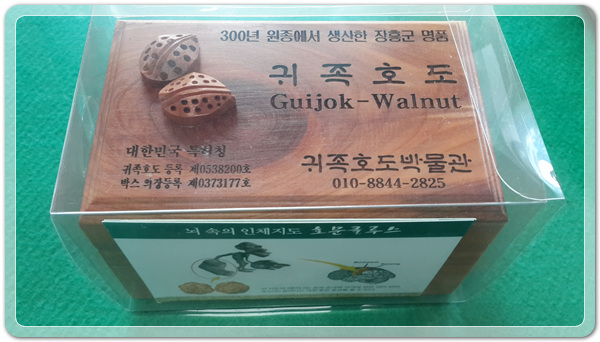 300년 원종에서 생산한 장흥군 명품
귀족호도
Guijok-Walnut
대한민국 특허청
귀족호도 등록 제0538200호
박스 의장등록 제0373177호
귀족호도박물관
010-8844-2825
뇌 속의 인체지도 호문쿨루스